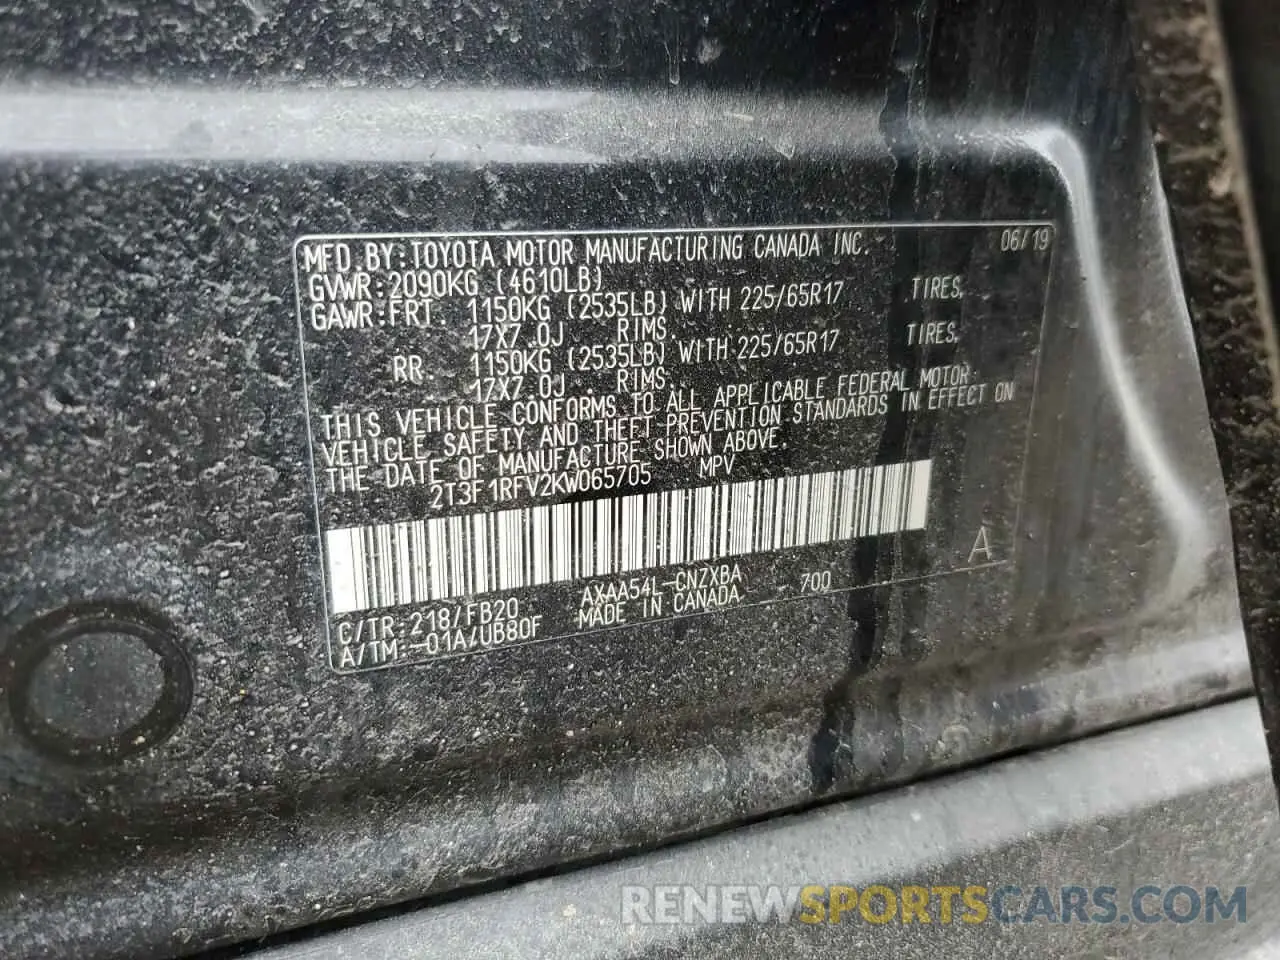 MFD. BY: TOYOTA MOTOR MANUFACTURING CANADA INC. 06/19
GVWR: 2090KG (4610LB)
GAWR: FRT. 1150KG (2535LB) WITH 225/65R17 TIRES,
17X7.0J RIMS.
RR. 1150KG (2535LB) WITH 225/65R17 TIRES,
17X7.0J RIMS.
THIS VEHICLE CONFORMS TO ALL APPLICABLE FEDERAL MOTOR
VEHICLE SAFETY AND THEFT PREVENTION STANDARDS IN EFFECT ON
THE DATE OF MANUFACTURE SHOWN ABOVE.
2T3F1RFV2KW065705 MPV
A
C/TR: 218/FB20 AXAA54L-CNZXBA 700
A/TM: -01A/UB80F MADE IN CANADA
RENEWSPORTSCARS.COM